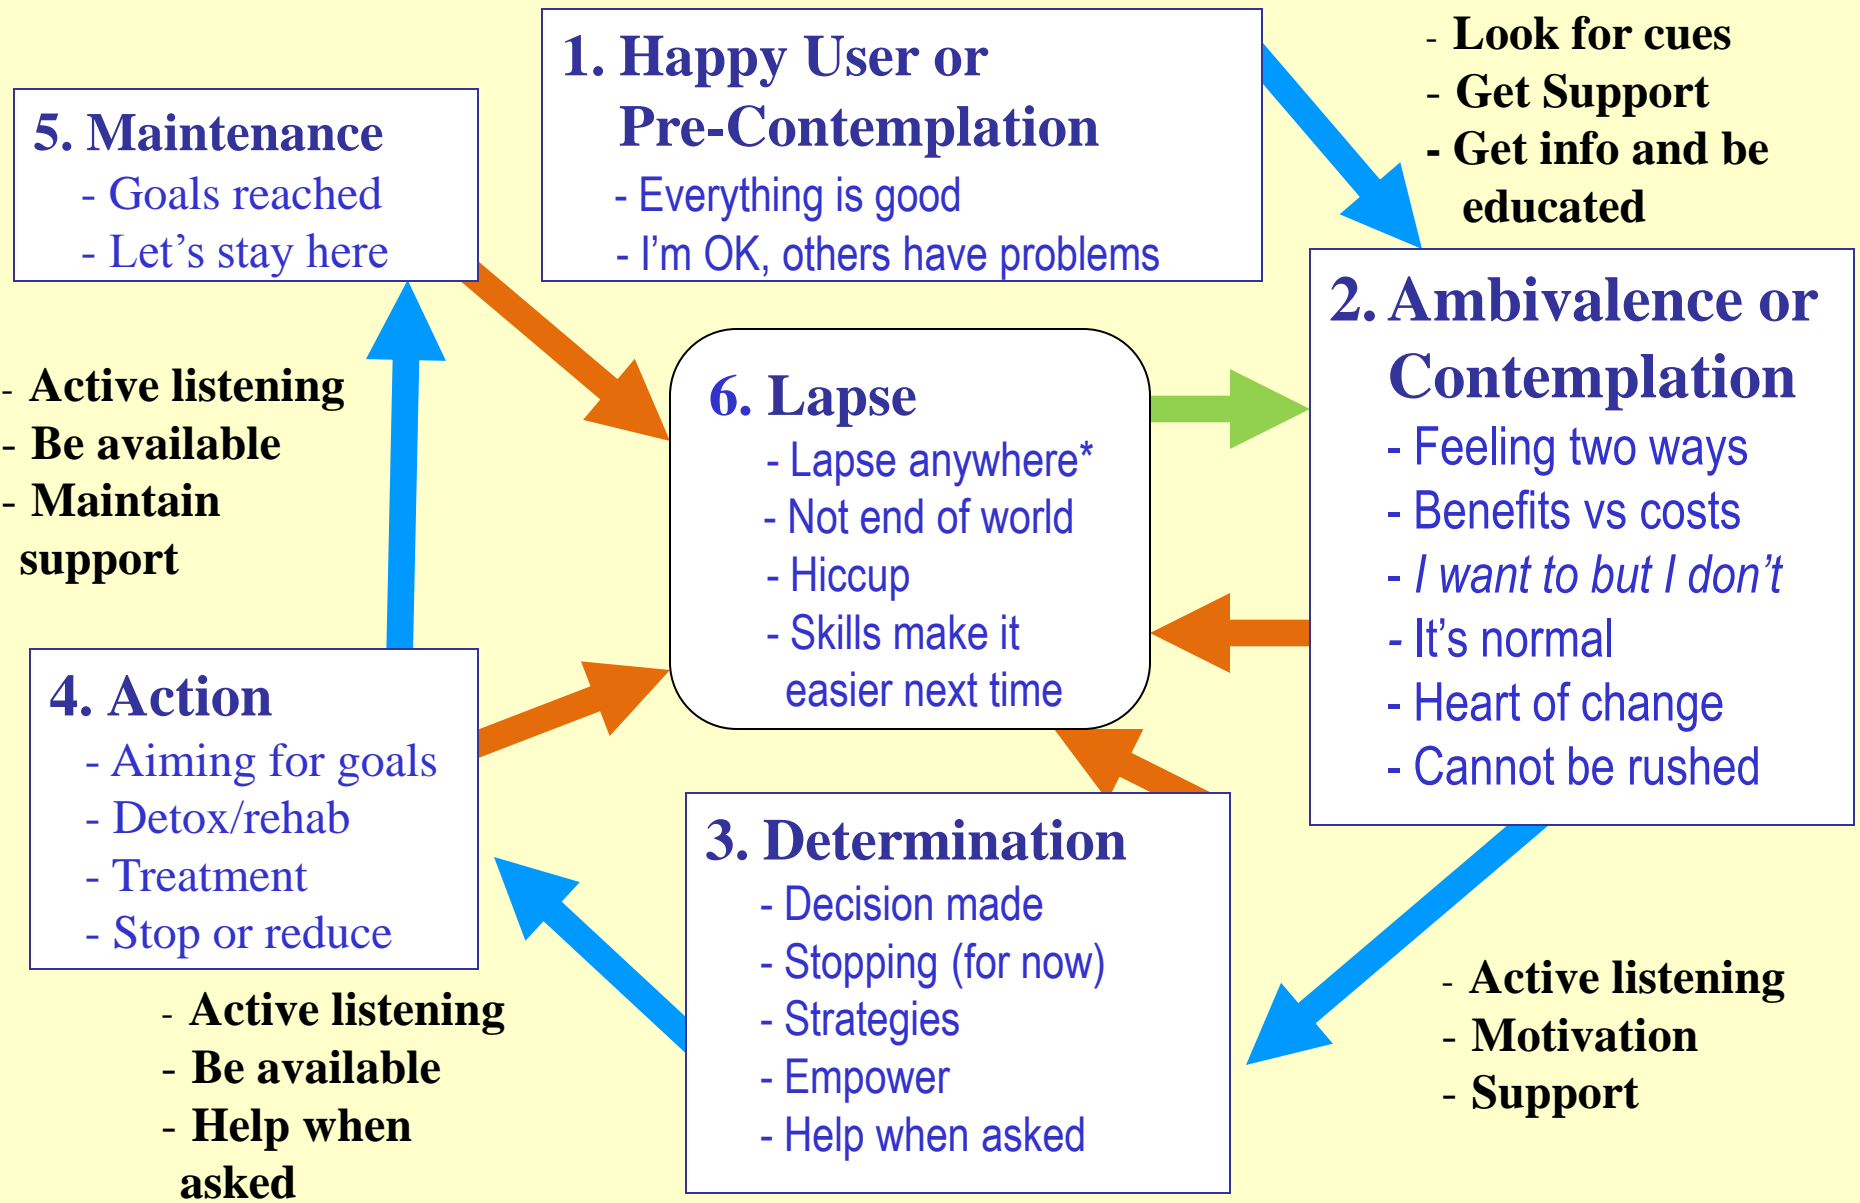 1. Happy User or
Pre-Contemplation
- Everything is good
- I'm OK, others have problems
- Look for cues
- Get Support
- Get info and be
educated
2. Ambivalence or
Contemplation
- Feeling two ways
- Benefits vs costs
- I want to but I don't
- It's normal
- Heart of change
- Cannot be rushed
- Active listening
- Motivation
- Support
3. Determination
- Decision made
- Stopping (for now)
- Strategies
- Empower
- Help when asked
- Active listening
- Be available
- Help when
asked
4. Action
- Aiming for goals
- Detox/rehab
- Treatment
- Stop or reduce
- Active listening
- Be available
- Maintain
support
5. Maintenance
- Goals reached
- Let's stay here
6. Lapse
- Lapse anywhere*
- Not end of world
- Hiccup
- Skills make it
easier next time